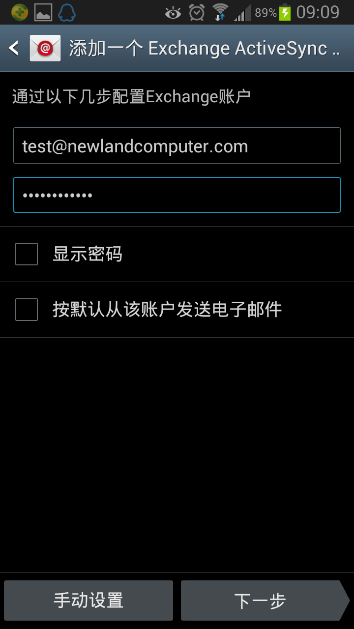 89% 09:09
添加一个 Exchange ActiveSync ..
通过以下几步配置Exchange账户
test@newlandcomputer.com
••••••••••••
显示密码
按默认从该账户发送电子邮件
手动设置
下一步